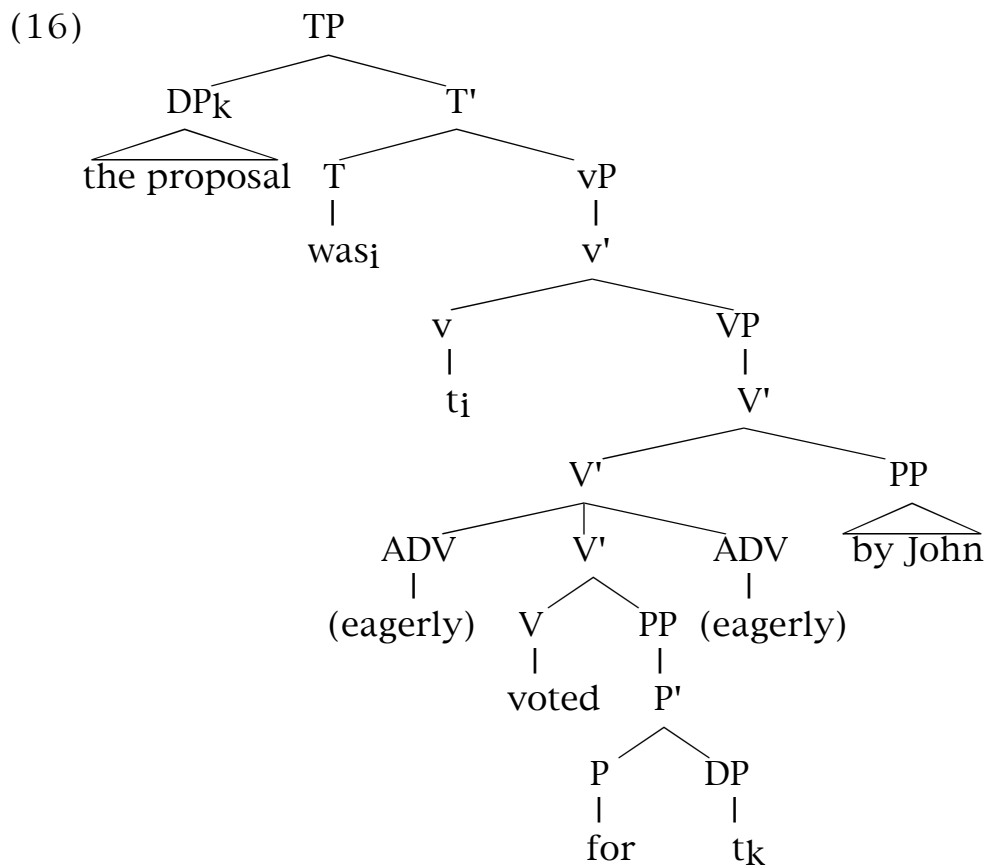 (16) TP
DPk T'
the proposal T vP
wasi v'
v VP
ti V'
V' PP
ADV V' ADV by John
(eagerly) V PP (eagerly)
voted P'
P DP
for tk